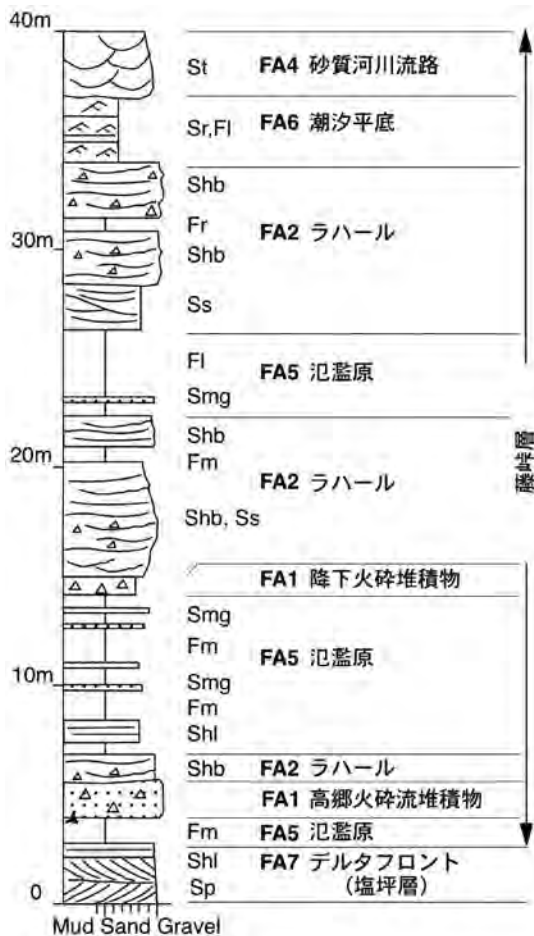 40m
St FA4 砂質河川流路
Sr,Fl FA6 潮汐平底
Shb
Fr
30m
Shb
FA2 ラハール
Ss
Fl
FA5 氾濫原
Smg
Shb
Fm
20m
FA2 ラハール
Shb, Ss
藤峠層
FA1 降下火砕堆積物
Smg
Fm
FA5 氾濫原
10m
Smg
Fm
Shl
Shb FA2 ラハール
FA1 高郷火砕流堆積物
Fm FA5 氾濫原
Shl FA7 デルタフロント
0
Sp (塩坪層)
Mud Sand Gravel